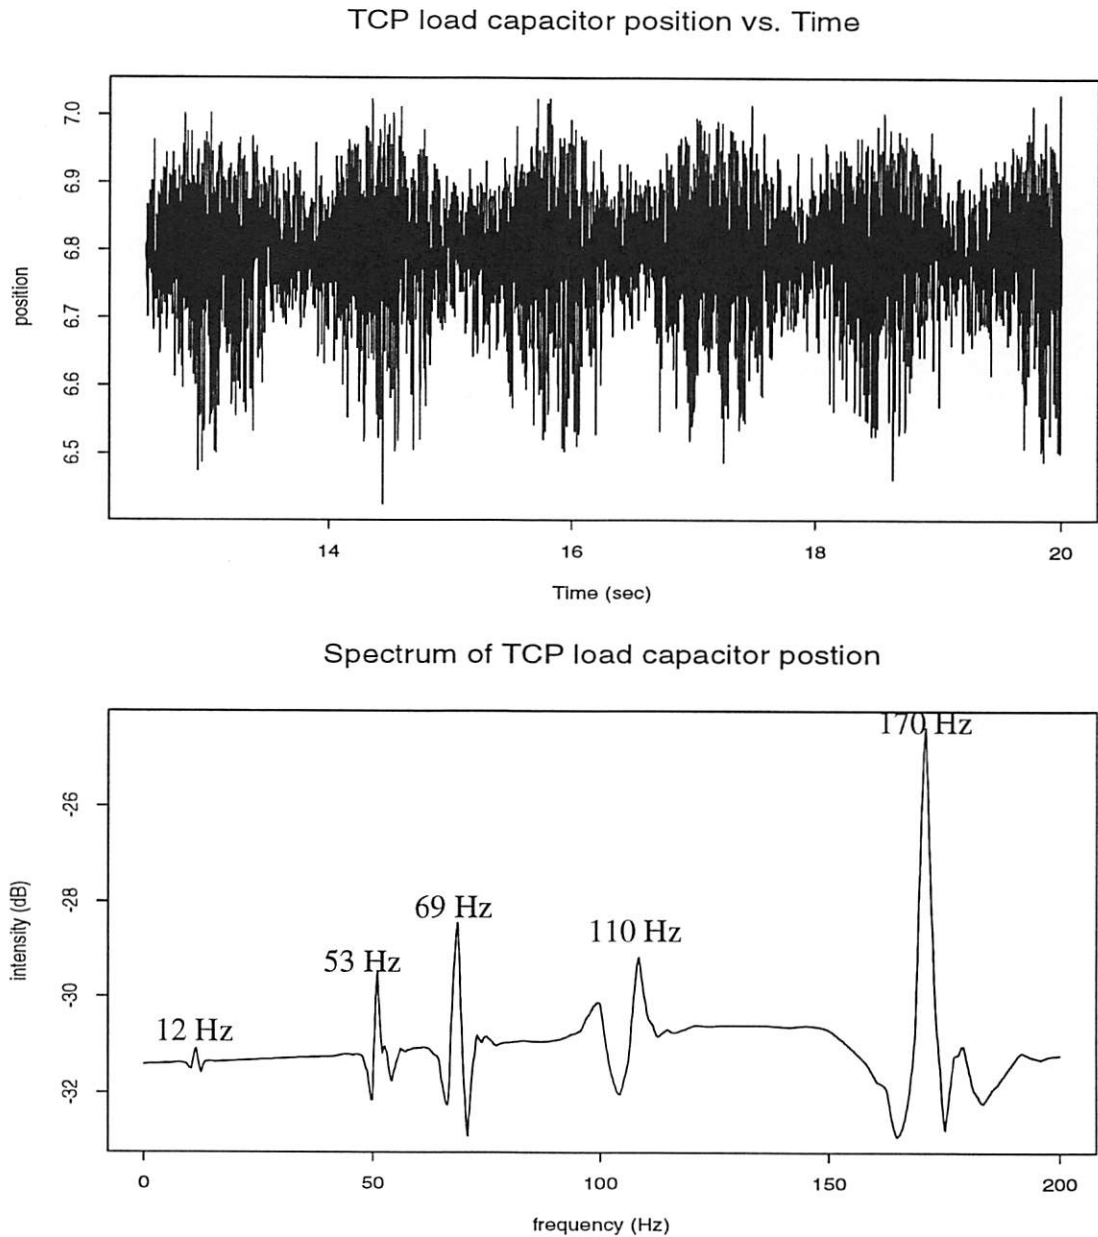 TCP load capacitor position vs. Time
7.0
6.9
6.8
6.7
6.6
6.5
position
14
16
18
20
Time (sec)
Spectrum of TCP load capacitor postion
170 Hz
-26
-28
69 Hz
110 Hz
53 Hz
-30
12 Hz
-32
intensity (dB)
0
50
100
150
200
frequency (Hz)